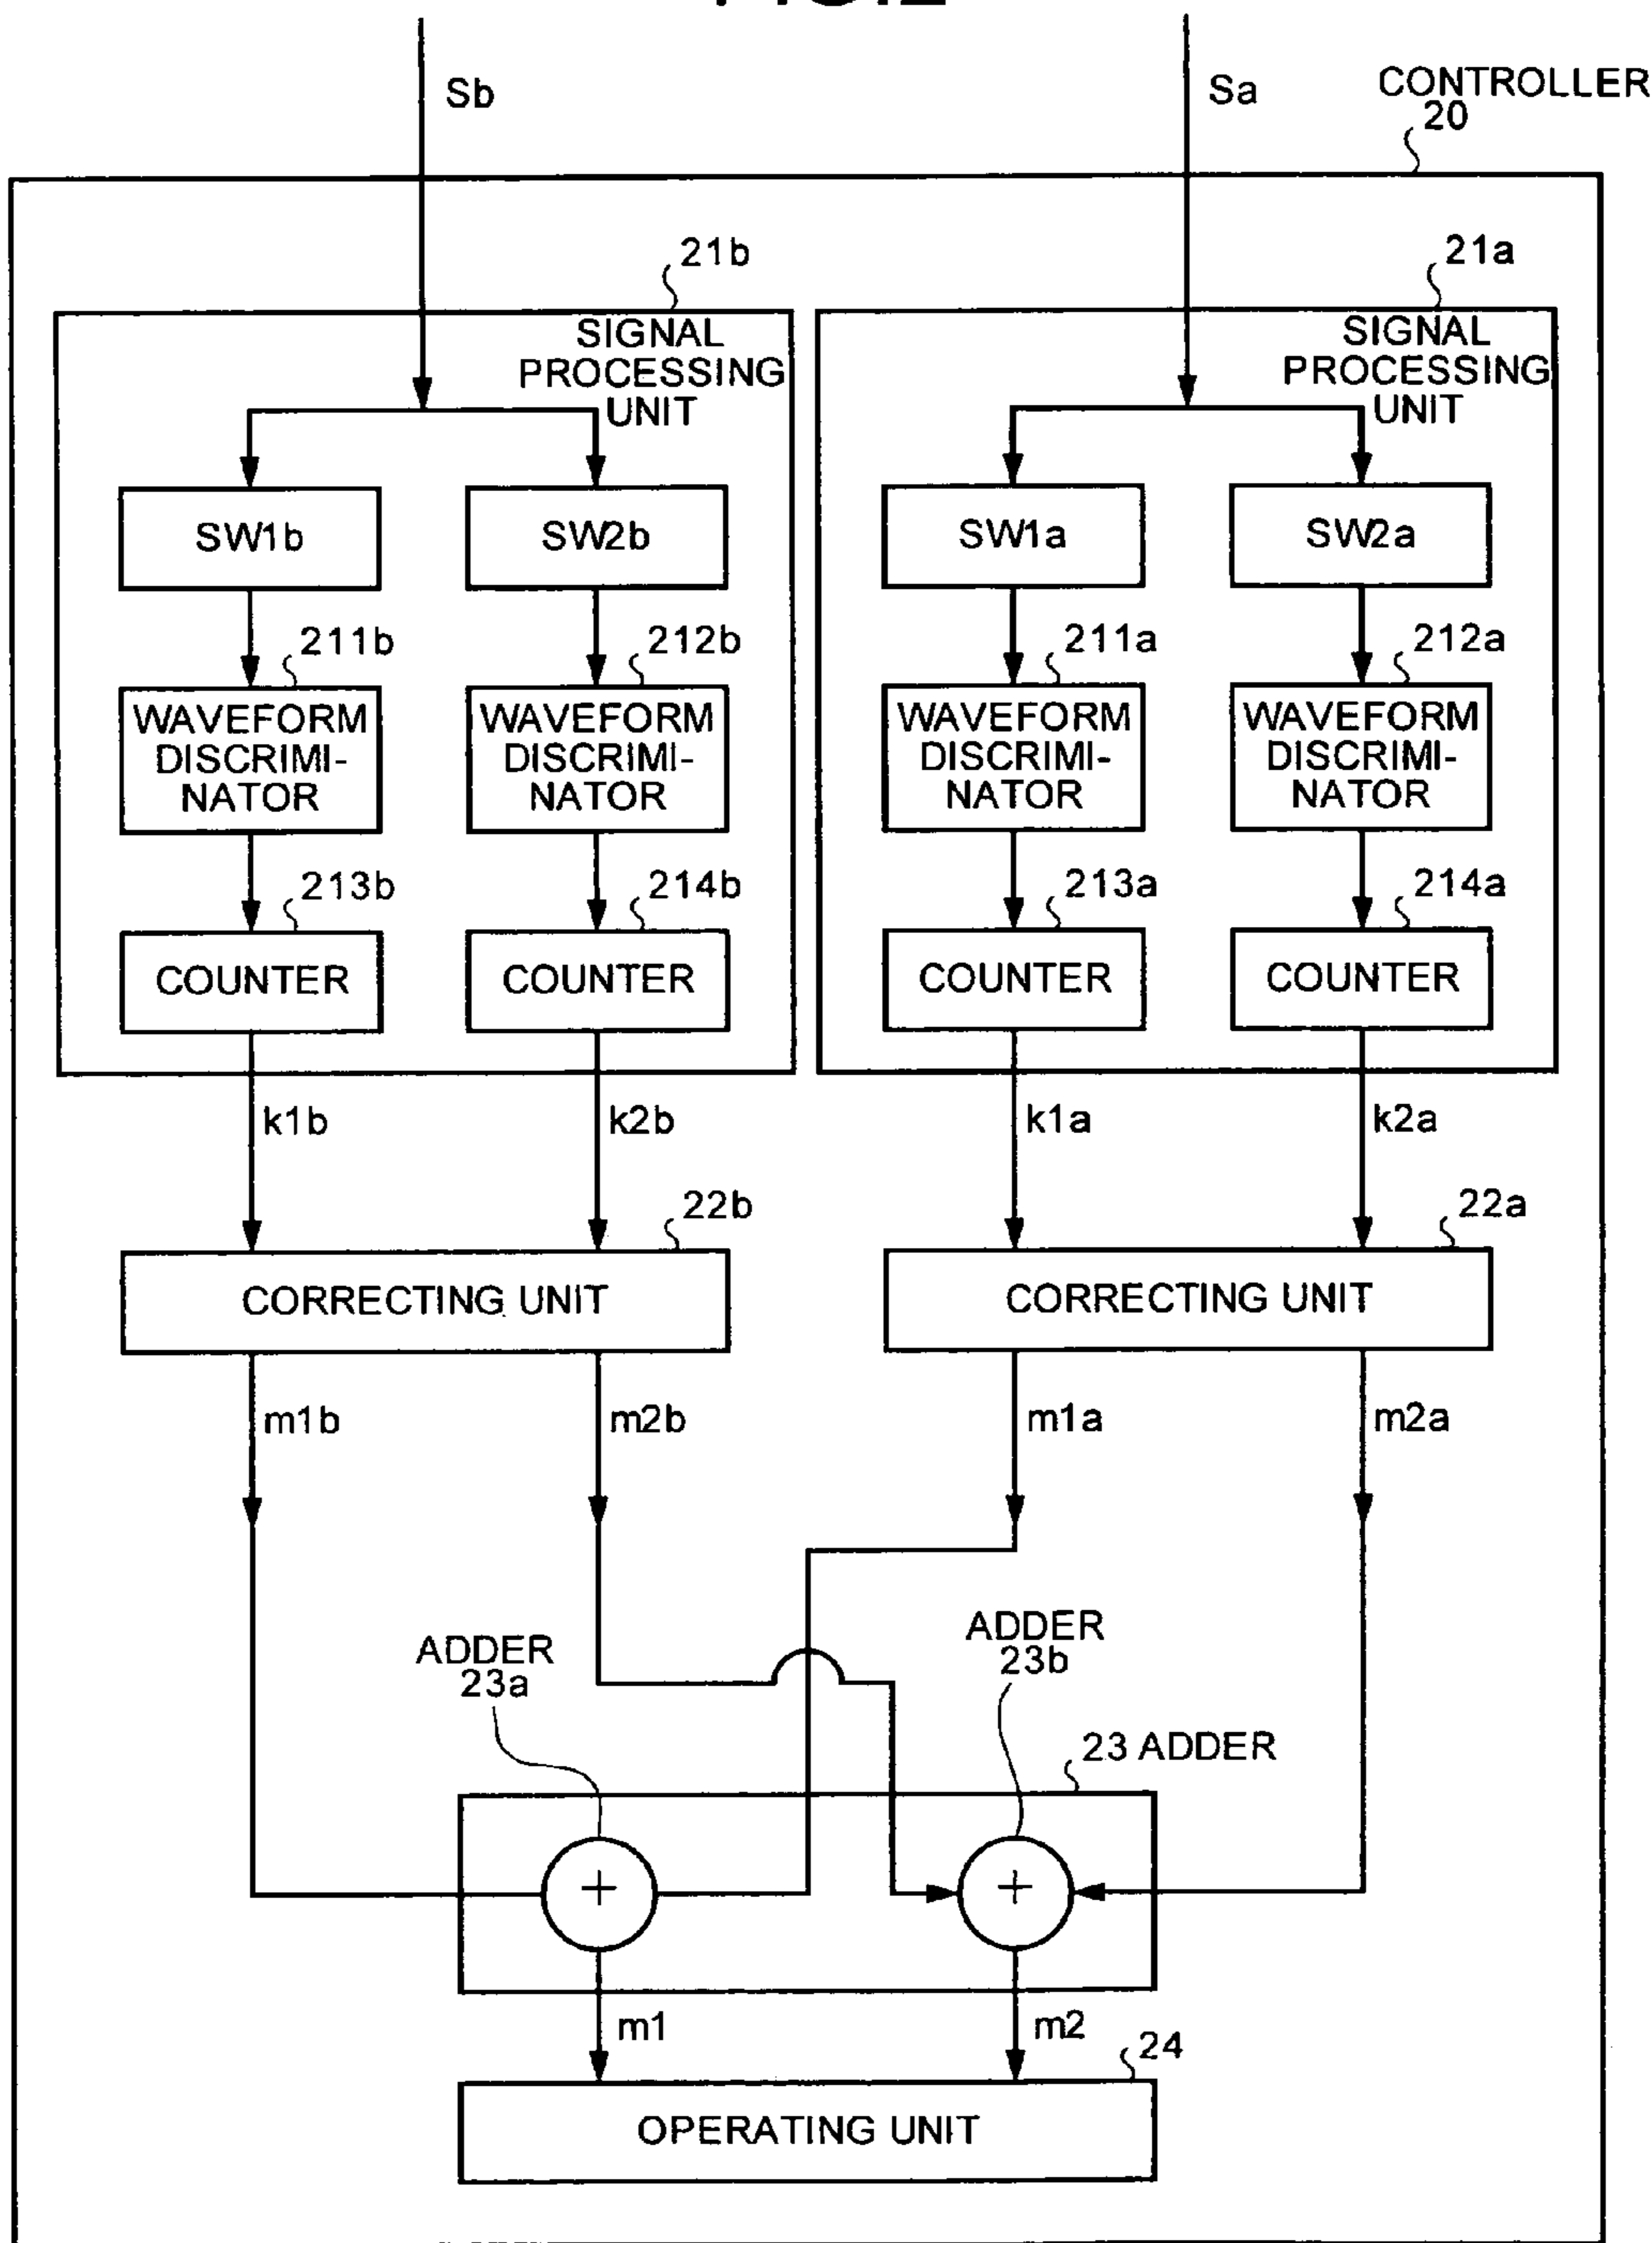 Sb
Sa
CONTROLLER
20
21b
21a
SIGNAL
PROCESSING
UNIT
SIGNAL
PROCESSING
UNIT
SW1b
SW2b
SW1a
SW2a
211b
212b
211a
212a
WAVEFORM
DISCRIMI-
NATOR
WAVEFORM
DISCRIMI-
NATOR
WAVEFORM
DISCRIMI-
NATOR
WAVEFORM
DISCRIMI-
NATOR
213b
214b
213a
214a
COUNTER
COUNTER
COUNTER
COUNTER
k1b
k2b
k1a
k2a
22b
22a
CORRECTING UNIT
CORRECTING UNIT
m1b
m2b
m1a
m2a
ADDER
23a
ADDER
23b
23 ADDER
+
+
m1
m2
24
OPERATING UNIT